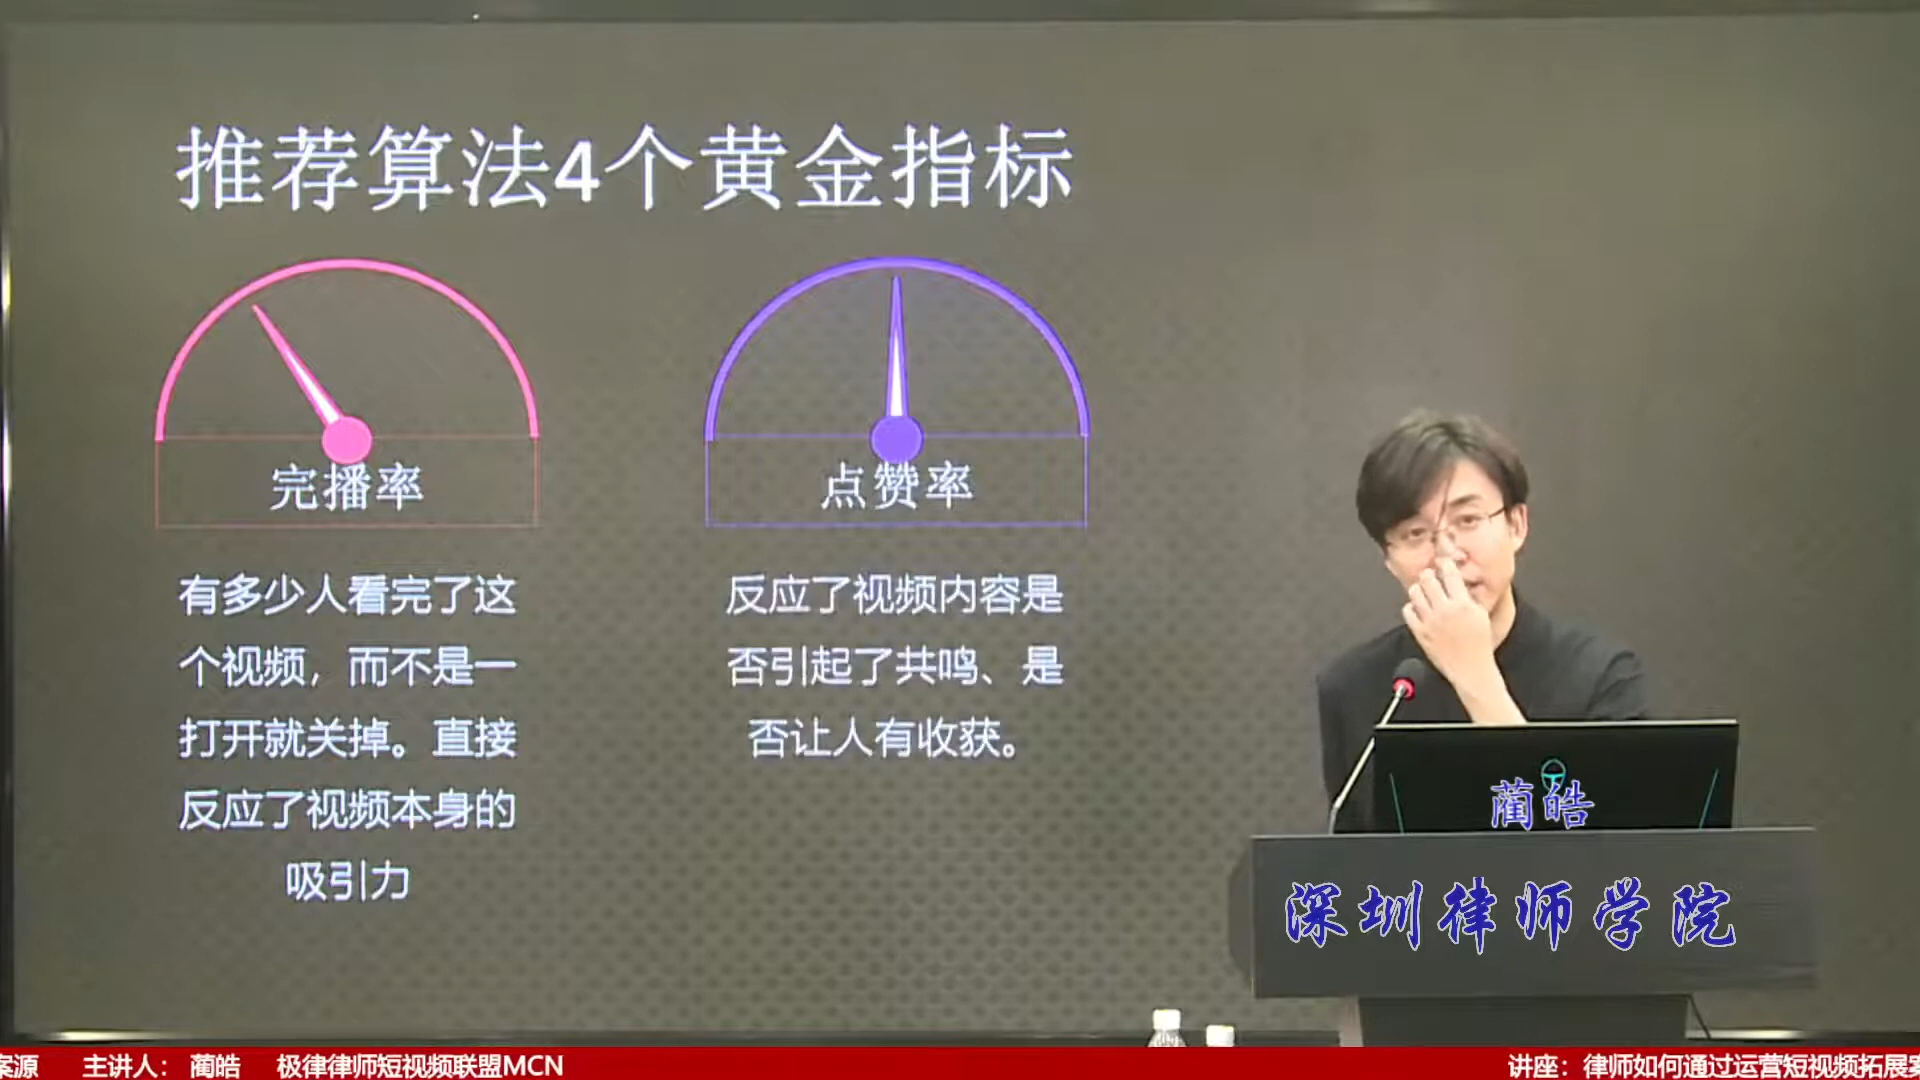 推荐算法4个黄金指标
完播率
有多少人看完了这
个视频，而不是一
打开就关掉。直接
反应了视频本身的
吸引力
点赞率
反应了视频内容是
否引起了共鸣、是
否让人有收获。
蔺皓
深圳律师学院
案源 主讲人： 蔺皓 极律律师短视频联盟MCN
讲座：律师如何通过运营短视频拓展案